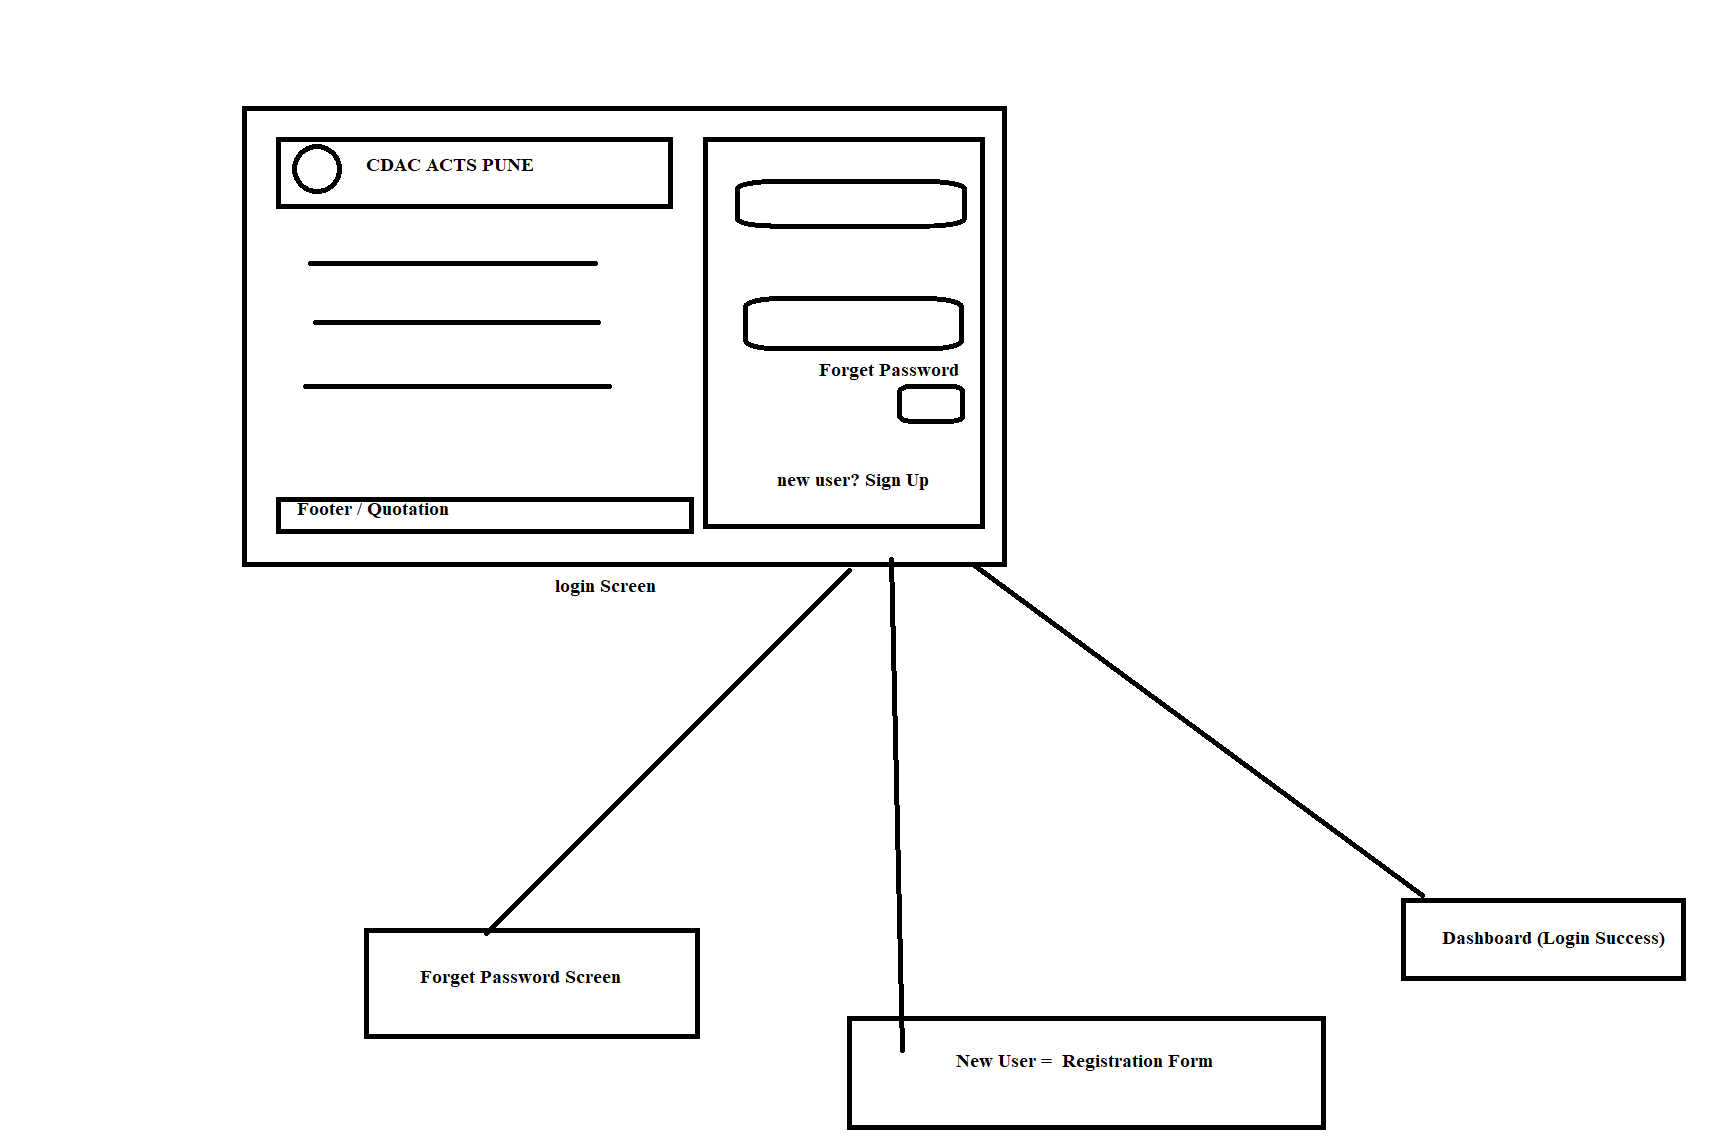 CDAC ACTS PUNE
Forget Password
new user? Sign Up
Footer / Quotation
login Screen
Forget Password Screen
New User =  Registration Form
Dashboard (Login Success)